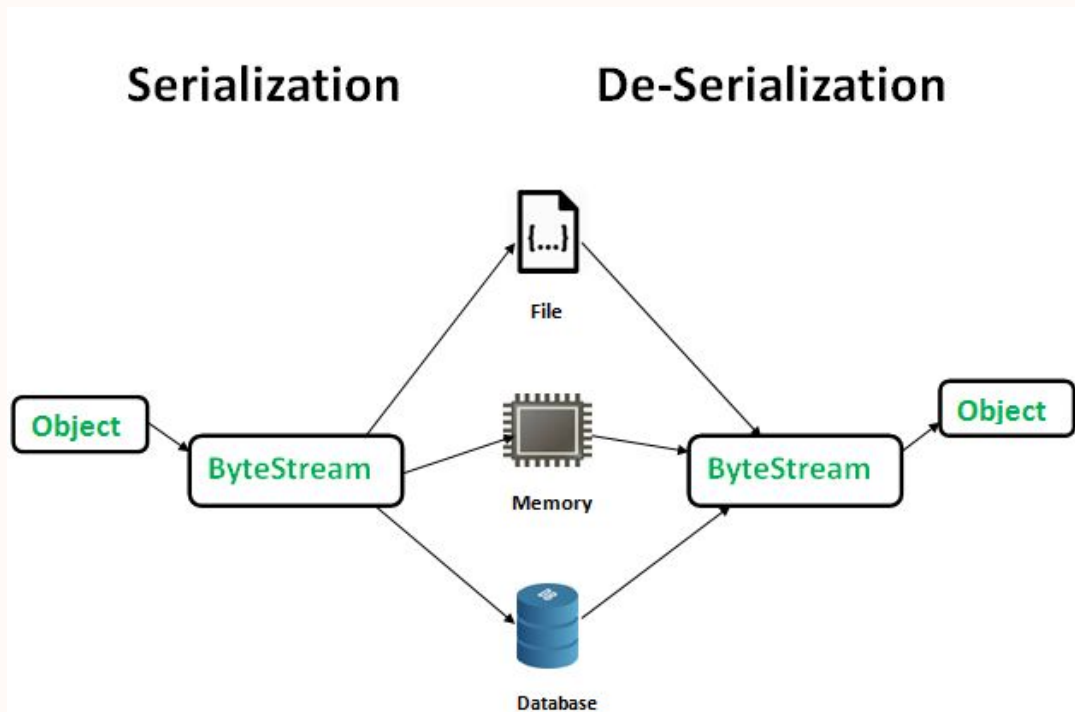 Serialization
De-Serialization
{...}
File
Object
ByteStream
Memory
ByteStream
Object
Database